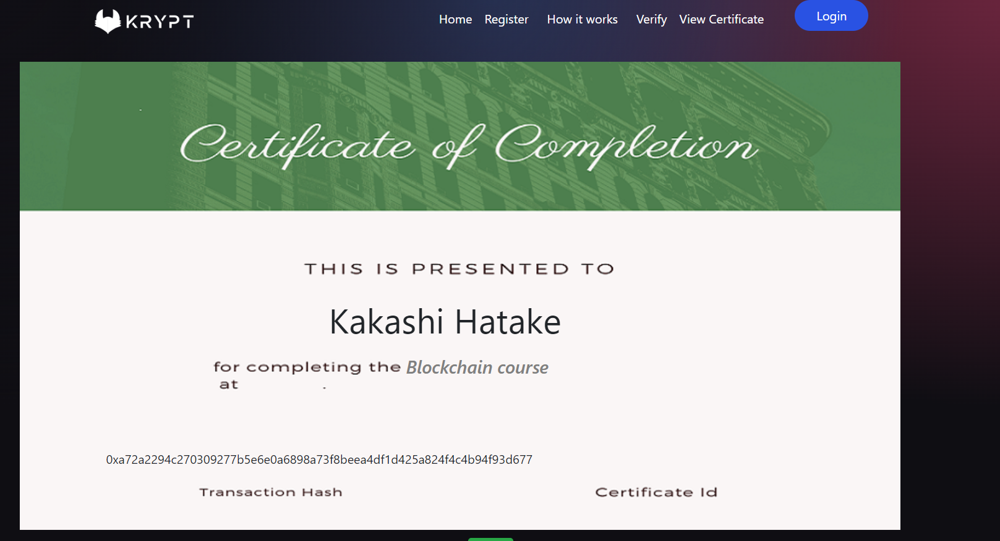 KRYPT
Home Register How it works Verify View Certificate Login
Certificate of Completion
THIS IS PRESENTED TO
Kakashi Hatake
for completing the Blockchain course
at .
0xa72a2294c270309277b5e6e0a6898a73f8beea4df1d425a824f4c4b94f93d677
Transaction Hash Certificate Id